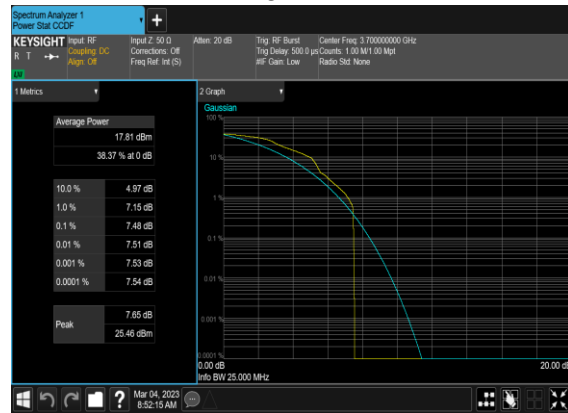 Spectrum Analyzer 1
Power Stat CCDF
+
KEYSIGHT
R T
LXI
Input: RF
Coupling: DC
Align: Off
Input Z: 50 Ω
Corrections: Off
Freq Ref: Int (S)
Atten: 20 dB
Trig: RF Burst
Trig Delay: 500.0 µs
#IF Gain: Low
Center Freq: 3.700000000 GHz
Counts: 1.00 M/1.00 Mpt
Radio Std: None
1 Metrics
Average Power
17.81 dBm
38.37 % at 0 dB
10.0 % 4.97 dB
1.0 % 7.15 dB
0.1 % 7.48 dB
0.01 % 7.51 dB
0.001 % 7.53 dB
0.0001 % 7.54 dB
Peak
7.65 dB
25.46 dBm
2 Graph
Gaussian
100 %
10 %
1 %
0.1 %
0.01 %
0.001 %
0.0001 %
0.00 dB
20.00 dB
Info BW 25.000 MHz
?
Mar 04, 2023
8:52:15 AM